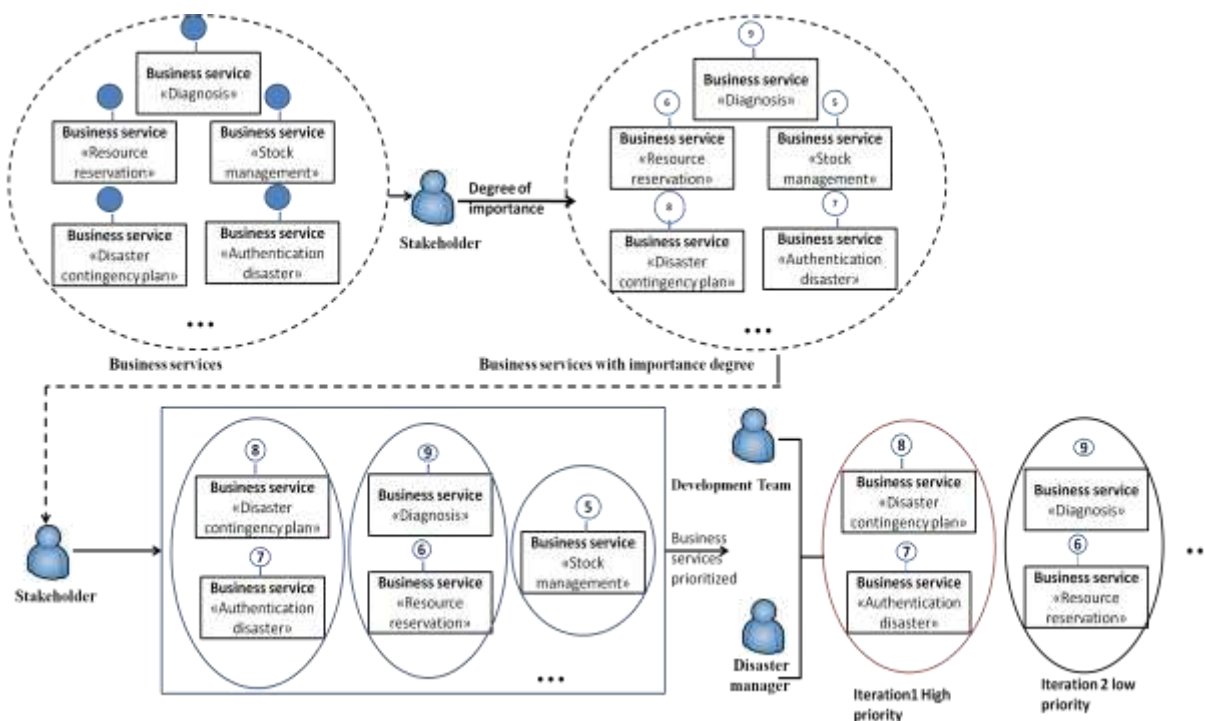 Business service
«Diagnosis»
Business service
«Resource
reservation»
Business service
«Stock
management»
Business service
«Disaster
contingency plan»
Business service
«Authentication
disaster»
...
Business services
Stakeholder
Degree of
importance
9
Business service
«Diagnosis»
6
Business service
«Resource
reservation»
5
Business service
«Stock
management»
8
Business service
«Disaster
contingency plan»
7
Business service
«Authentication
disaster»
...
Business services with importance degree
Stakeholder
8
Business service
«Disaster
contingency plan»
7
Business service
«Authentication
disaster»
9
Business service
«Diagnosis»
6
Business service
«Resource
reservation»
5
Business service
«Stock
management»
...
Business
services
prioritized
Development Team
Disaster
manager
8
Business service
«Disaster
contingency plan»
7
Business service
«Authentication
disaster»
Iteration1 High
priority
9
Business service
«Diagnosis»
6
Business service
«Resource
reservation»
Iteration 2 low
priority
..